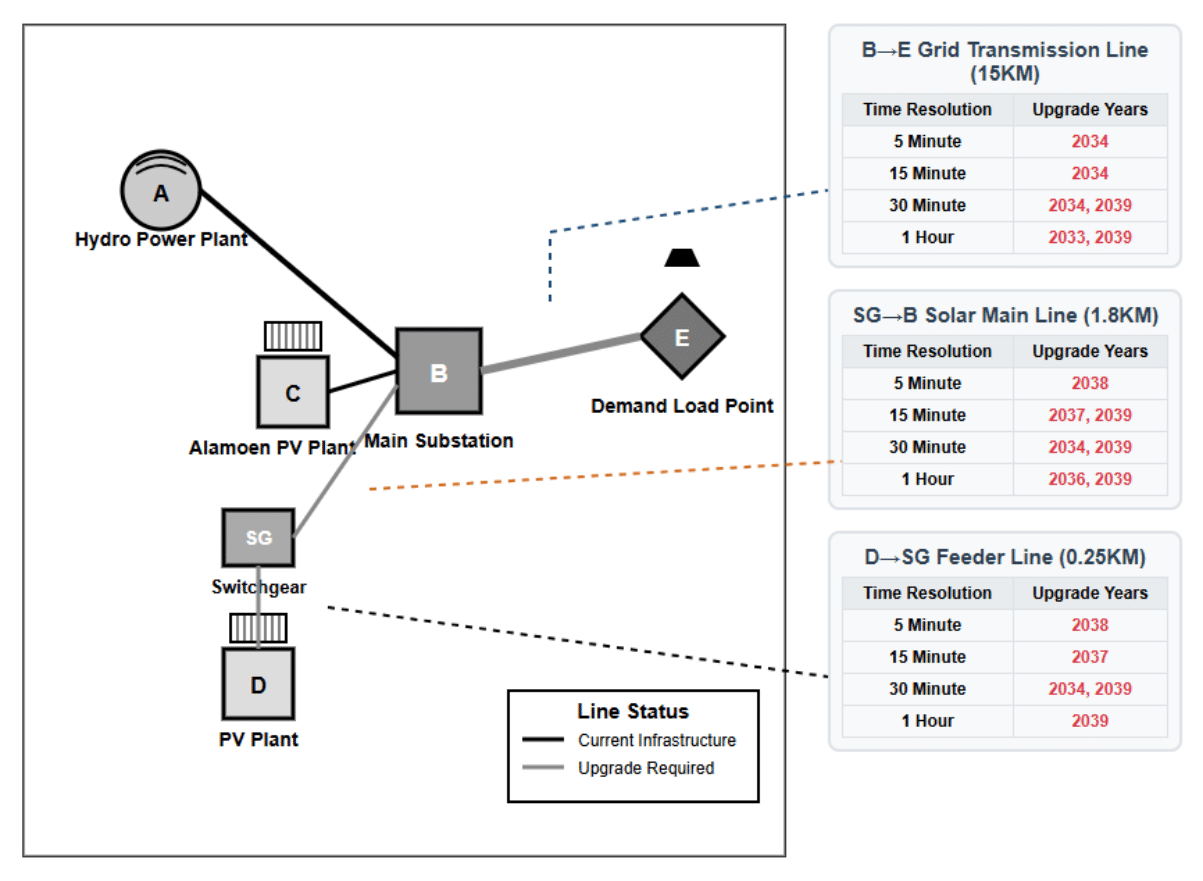 A
Hydro Power Plant
C
Alamoen PV Plant
B
Main Substation
E
Demand Load Point
SG
Switchgear
D
PV Plant
Line Status
Current Infrastructure
Upgrade Required
B→E Grid Transmission Line
(15KM)
Time Resolution Upgrade Years
5 Minute 2034
15 Minute 2034
30 Minute 2034, 2039
1 Hour 2033, 2039
SG→B Solar Main Line (1.8KM)
Time Resolution Upgrade Years
5 Minute 2038
15 Minute 2037, 2039
30 Minute 2034, 2039
1 Hour 2036, 2039
D→SG Feeder Line (0.25KM)
Time Resolution Upgrade Years
5 Minute 2038
15 Minute 2037
30 Minute 2034, 2039
1 Hour 2039